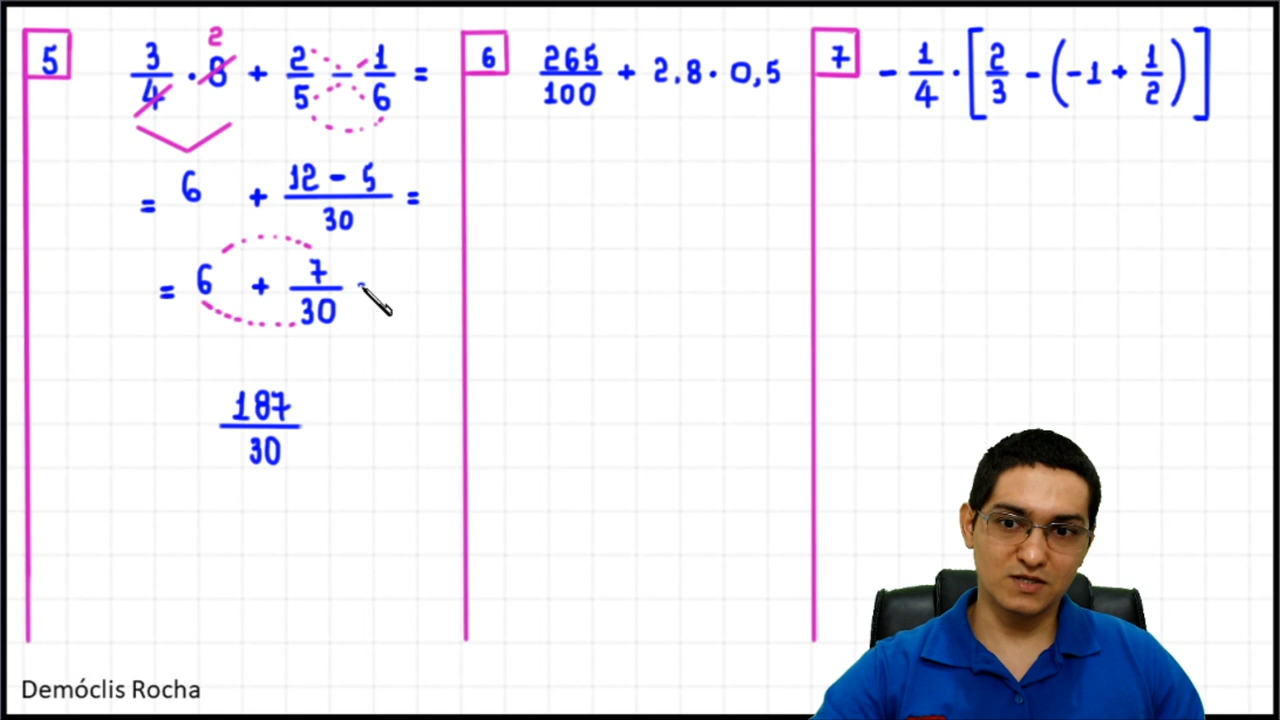 5
3/4 · 8 2 + 2/5 - 1/6 =
= 6 + 12 - 5/30 =
= 6 + 7/30
187/30
6
265/100 + 2.8 · 0,5
7
- 1/4 · [2/3 - (-1 + 1/2)]
Demóclis Rocha